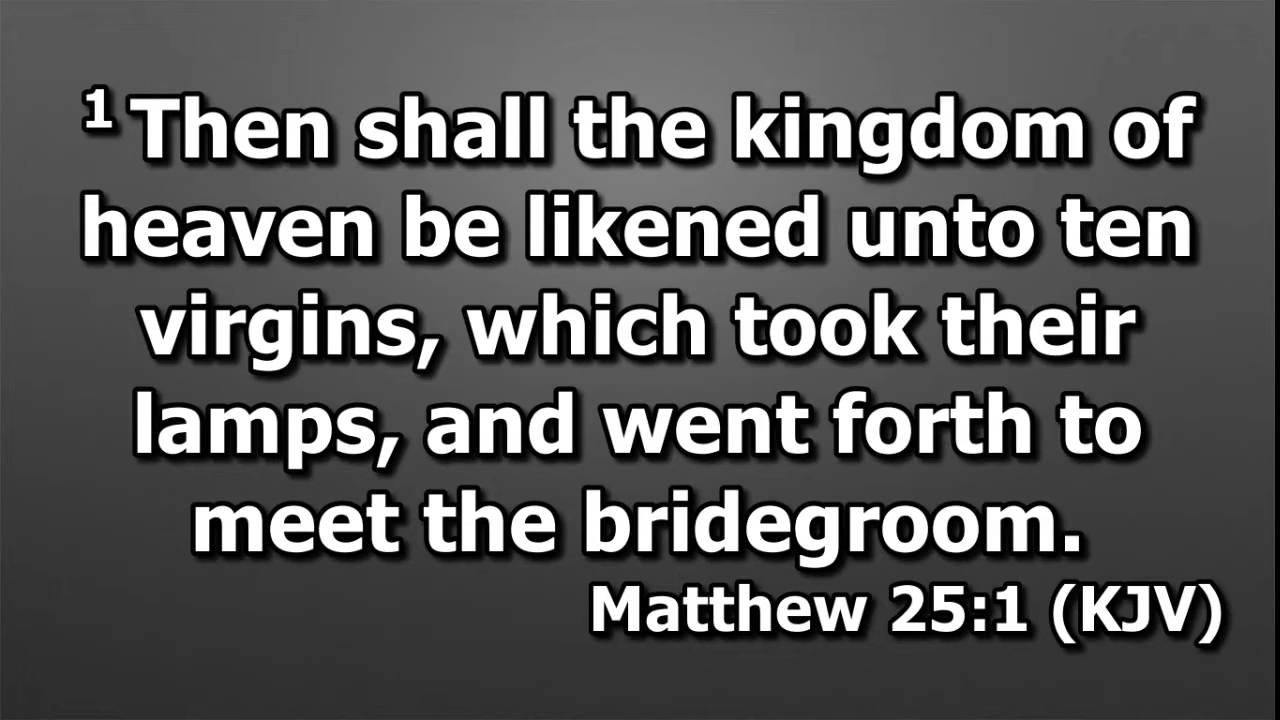 1 Then shall the kingdom of
heaven be likened unto ten
virgins, which took their
lamps, and went forth to
meet the bridegroom.
Matthew 25:1 (KJV)